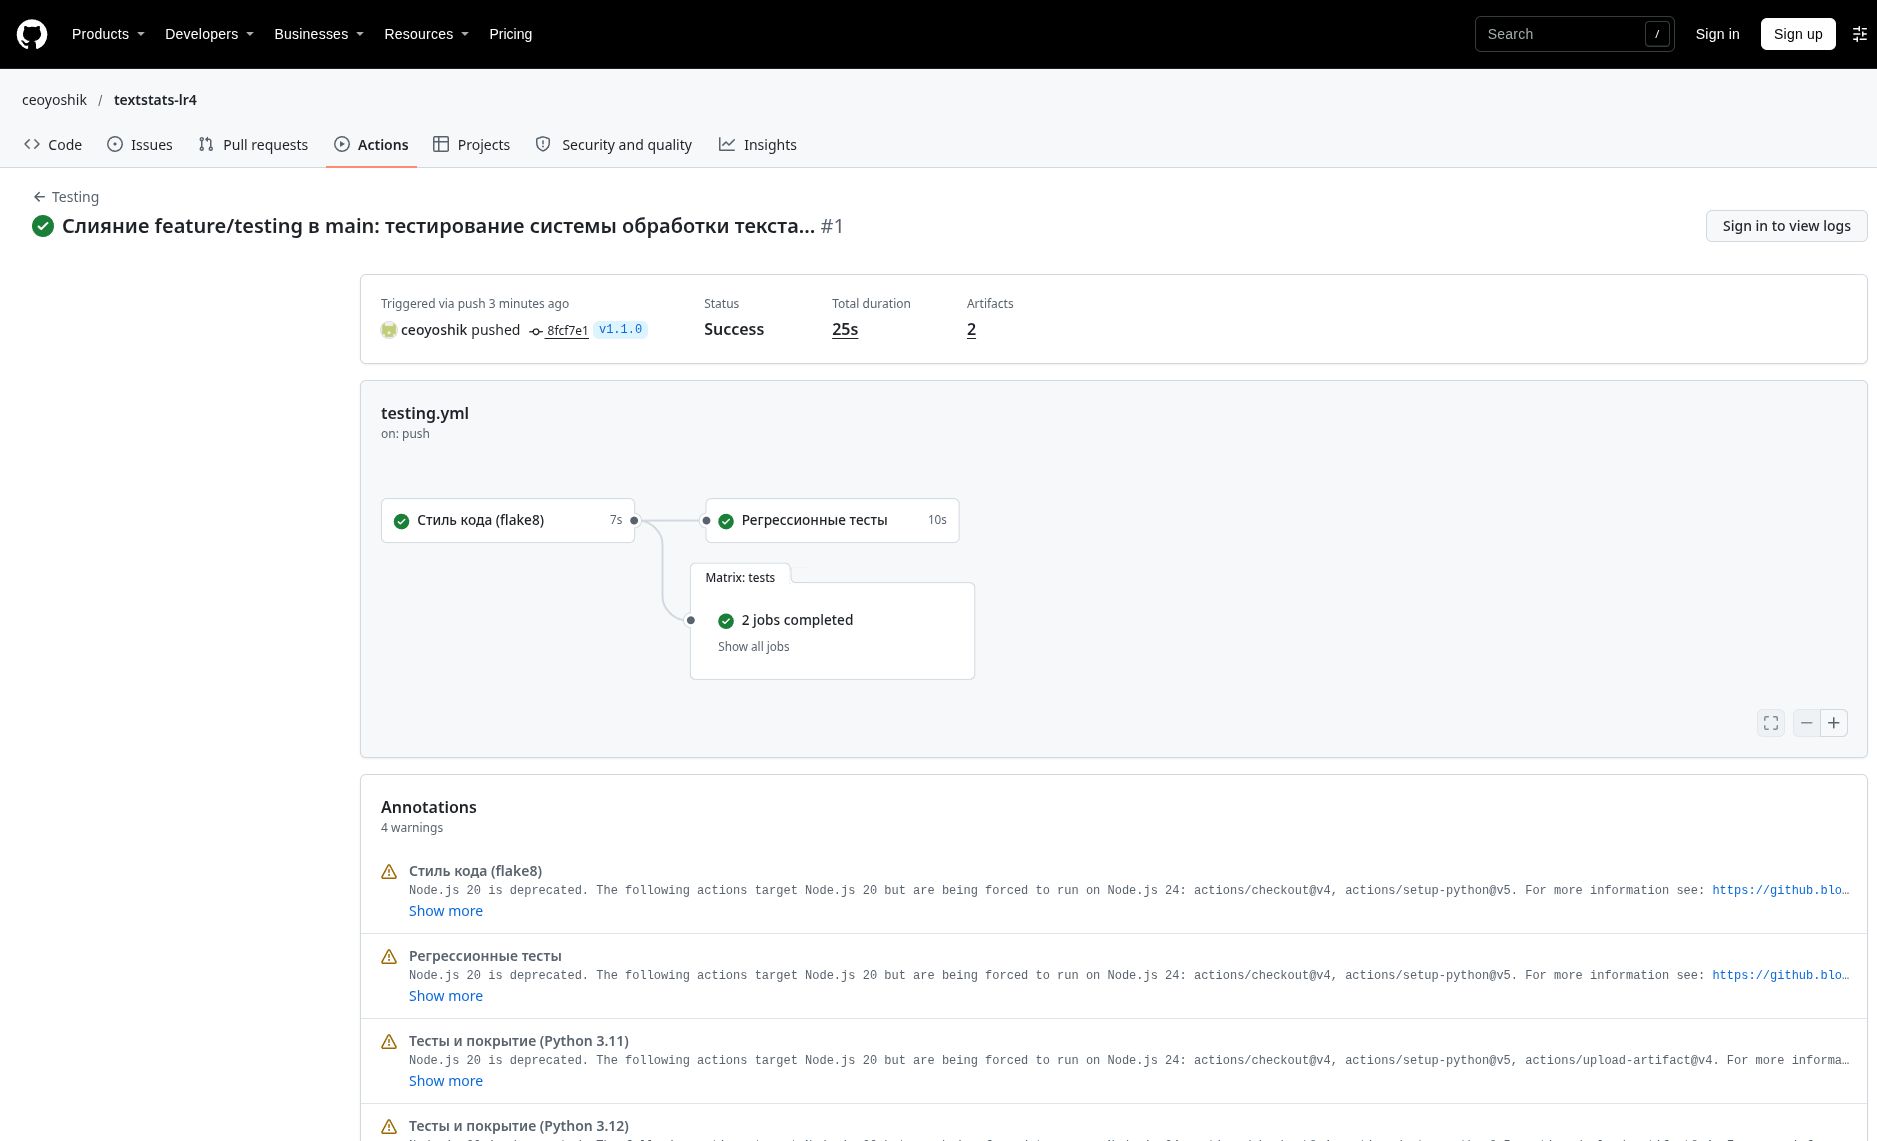 Products Developers Businesses Resources Pricing Search / Sign in Sign up
ceoyoshik / textstats-lr4
Code Issues Pull requests Actions Projects Security and quality Insights
Testing
Слияние feature/testing в main: тестирование системы обработки текста... #1
Sign in to view logs
Triggered via push 3 minutes ago Status Total duration Artifacts
ceoyoshik pushed 8fcf7e1 v1.1.0 Success 25s 2
testing.yml
on: push
Стиль кода (flake8) 7s Регрессионные тесты 10s
Matrix: tests
2 jobs completed
Show all jobs
Annotations
4 warnings
Стиль кода (flake8)
Node.js 20 is deprecated. The following actions target Node.js 20 but are being forced to run on Node.js 24: actions/checkout@v4, actions/setup-python@v5. For more information see: https://github.blo…
Show more
Регрессионные тесты
Node.js 20 is deprecated. The following actions target Node.js 20 but are being forced to run on Node.js 24: actions/checkout@v4, actions/setup-python@v5. For more information see: https://github.blo…
Show more
Тесты и покрытие (Python 3.11)
Node.js 20 is deprecated. The following actions target Node.js 20 but are being forced to run on Node.js 24: actions/checkout@v4, actions/setup-python@v5, actions/upload-artifact@v4. For more informa…
Show more
Тесты и покрытие (Python 3.12)